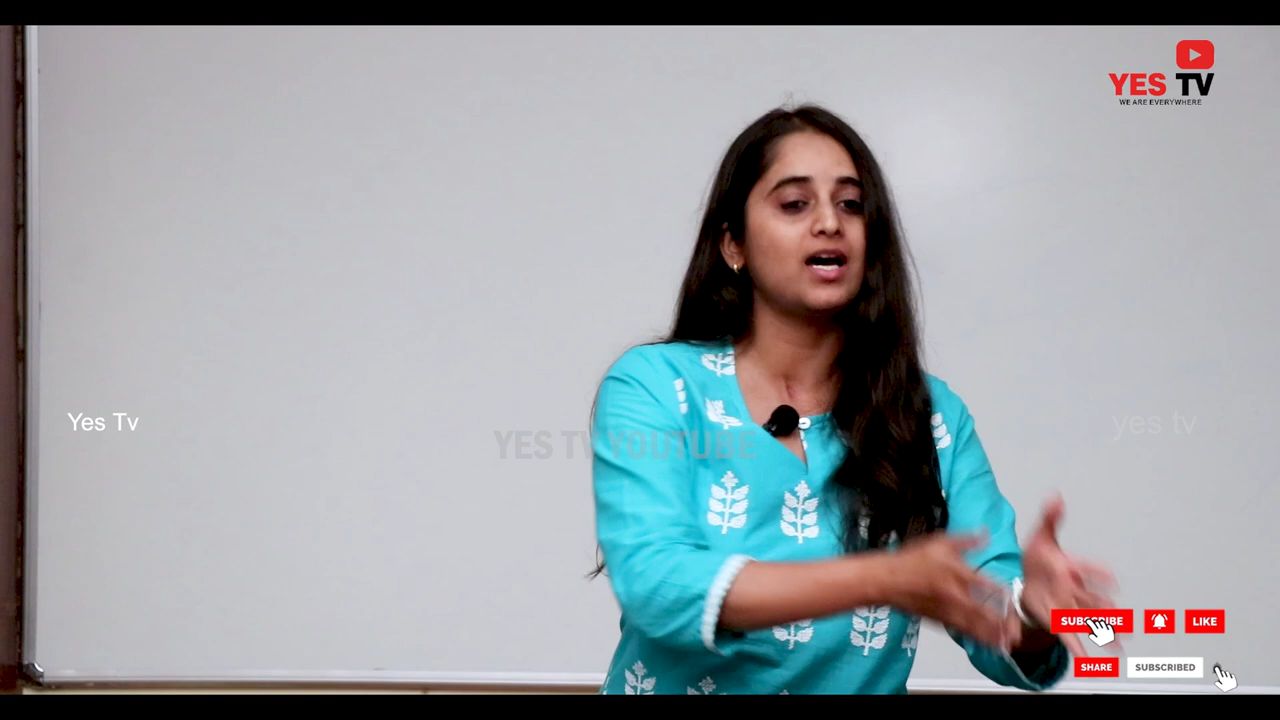 YES TV
WE ARE EVERYWHERE
Yes Tv
YES TV YOUTUBE
yes tv
SUBSCRIBE
LIKE
SHARE
SUBSCRIBED